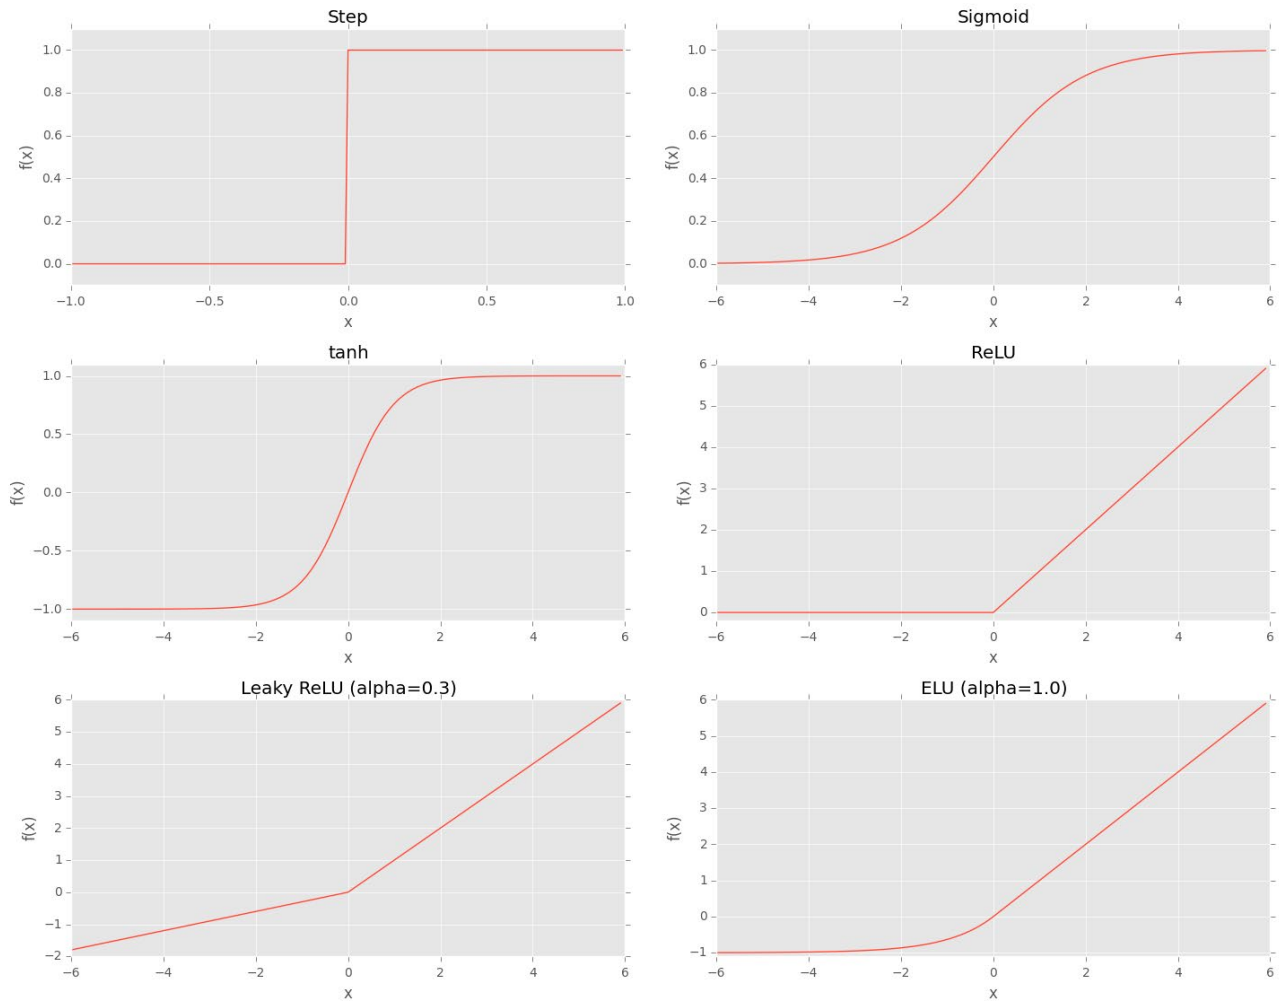 Step
f(x)
1.0
0.8
0.6
0.4
0.2
0.0
−1.0 −0.5 0.0 0.5 1.0
x
Sigmoid
f(x)
1.0
0.8
0.6
0.4
0.2
0.0
−6 −4 −2 0 2 4 6
x
tanh
f(x)
1.0
0.5
0.0
−0.5
−1.0
−6 −4 −2 0 2 4 6
x
ReLU
f(x)
6
5
4
3
2
1
0
−6 −4 −2 0 2 4 6
x
Leaky ReLU (alpha=0.3)
f(x)
6
5
4
3
2
1
0
−1
−2
−6 −4 −2 0 2 4 6
x
ELU (alpha=1.0)
f(x)
6
5
4
3
2
1
0
−1
−6 −4 −2 0 2 4 6
x